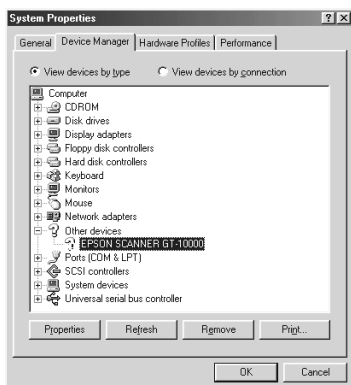 System Properties
General Device Manager Hardware Profiles Performance
View devices by type View devices by connection
Computer
CDROM
Disk drives
Display adapters
Floppy disk controllers
Hard disk controllers
Keyboard
Monitors
Mouse
Network adapters
Other devices
EPSON SCANNER GT-10000
Ports (COM & LPT)
SCSI controllers
System devices
Universal serial bus controller
Properties Refresh Remove Print...
OK Cancel